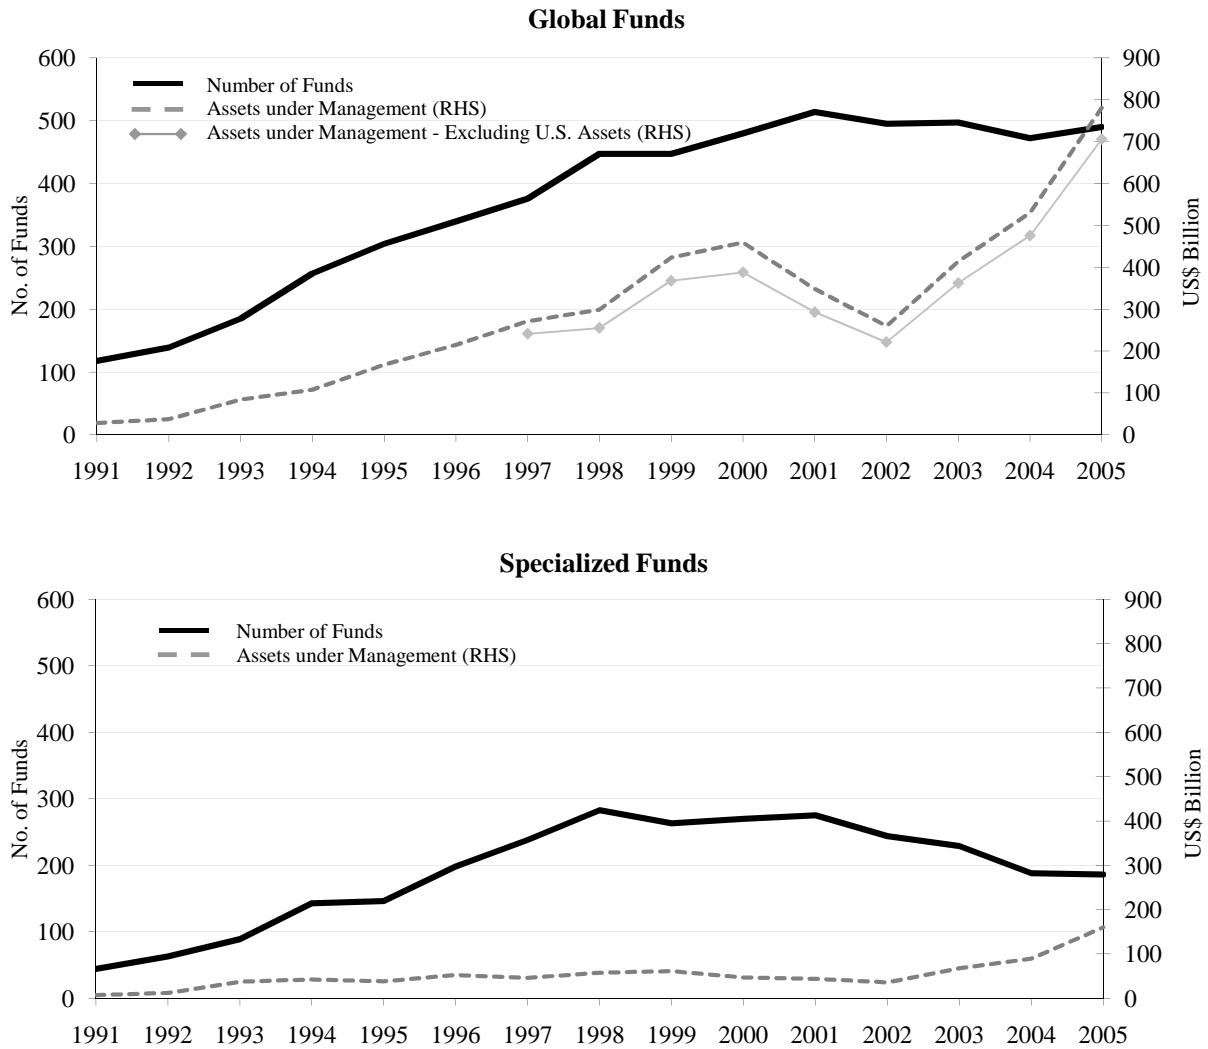 Global Funds
600 900
Number of Funds
800
Assets under Management (RHS)
500
Assets under Management - Excluding U.S. Assets (RHS)
700
400 600
500
300
400
200 300
200
100
100
0 0
No. of Funds
US$ Billion
1991 1992 1993 1994 1995 1996 1997 1998 1999 2000 2001 2002 2003 2004 2005
Specialized Funds
600 900
Number of Funds
800
Assets under Management (RHS)
500
700
400 600
500
300
400
200 300
200
100
100
0 0
No. of Funds
US$ Billion
1991 1992 1993 1994 1995 1996 1997 1998 1999 2000 2001 2002 2003 2004 2005